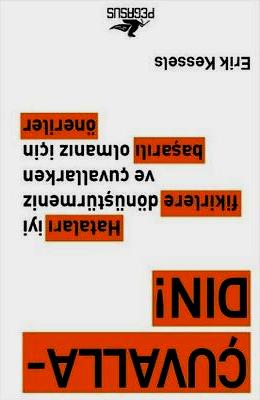 ÇUVALLA-
DIN!
Hataları iyi
fikirlere dönüştürmeniz
ve çuvallarken
başarılı olmanız için
öneriler
Erik Kessels
PEGASUS